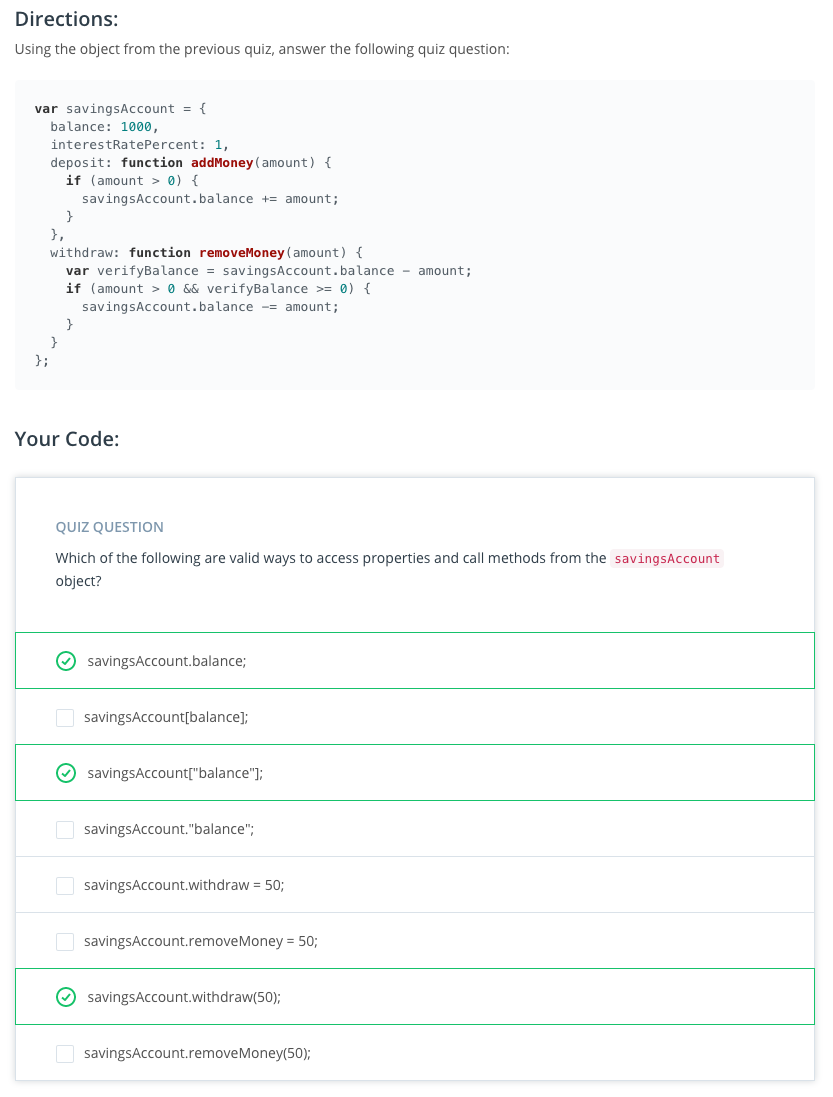 Directions:
Using the object from the previous quiz, answer the following quiz question:
var savingsAccount = {
  balance: 1000,
  interestRatePercent: 1,
  deposit: function addMoney(amount) {
    if (amount > 0) {
      savingsAccount.balance += amount;
    }
  },
  withdraw: function removeMoney(amount) {
    var verifyBalance = savingsAccount.balance - amount;
    if (amount > 0 && verifyBalance >= 0) {
      savingsAccount.balance -= amount;
    }
  }
};
Your Code:
QUIZ QUESTION
Which of the following are valid ways to access properties and call methods from the savingsAccount
object?
savingsAccount.balance;
savingsAccount[balance];
savingsAccount["balance"];
savingsAccount."balance";
savingsAccount.withdraw = 50;
savingsAccount.removeMoney = 50;
savingsAccount.withdraw(50);
savingsAccount.removeMoney(50);